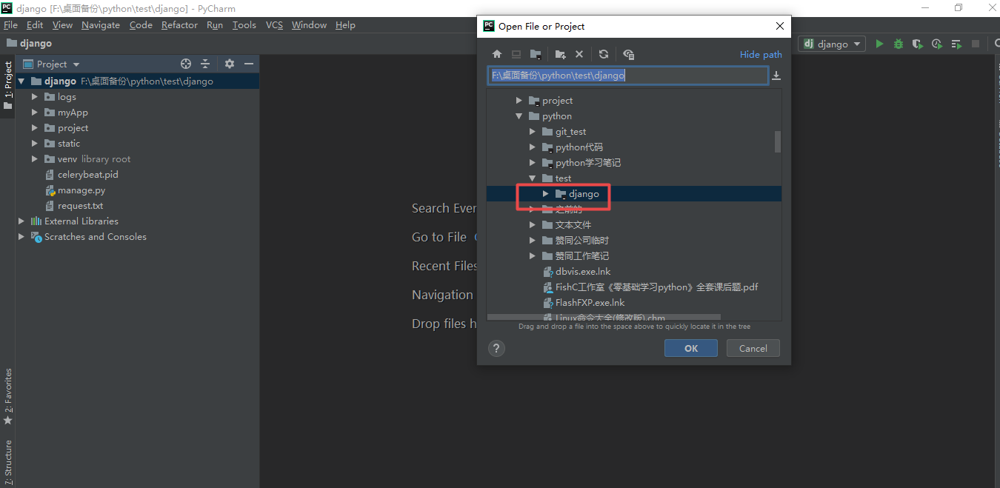 django [F:\桌面备份\python\test\django] - PyCharm
File Edit View Navigate Code Refactor Run Tools VCS Window Help
django
django
1: Project
2: Favorites
7: Structure
Project
django F:\桌面备份\python\test\django
logs
myApp
project
static
venv library root
celerybeat.pid
manage.py
request.txt
External Libraries
Scratches and Consoles
Search Ever
Go to File
Recent Files
Navigation
Drop files h
Open File or Project
Hide path
F:\桌面备份\python\test\django
project
python
git_test
python代码
python学习笔记
test
django
之前的
文本文件
赞同公司临时
赞同工作笔记
dbvis.exe.lnk
FishC工作室《零基础学习python》全套课后题.pdf
FlashFXP.exe.lnk
Linux命令大全(修改版).chm
Drag and drop a file into the space above to quickly locate it in the tree
?
OK
Cancel